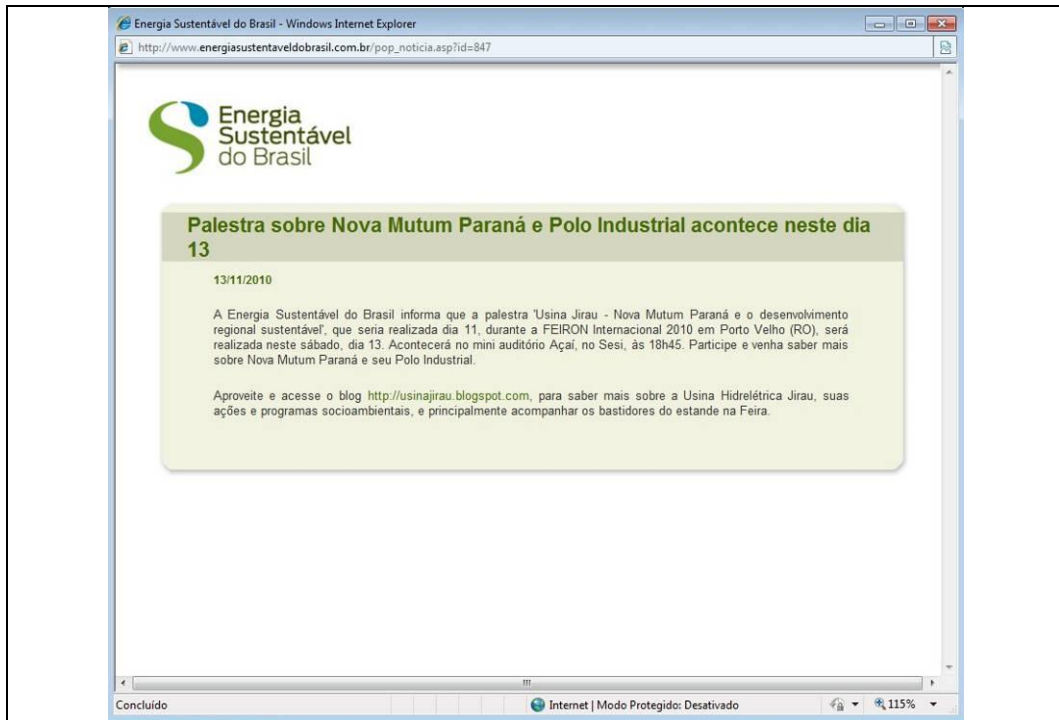 Energia Sustentável do Brasil - Windows Internet Explorer
http://www.energiasustentaveldobrasil.com.br/pop_noticia.asp?id=847
Energia
Sustentável
do Brasil
Palestra sobre Nova Mutum Paraná e Polo Industrial acontece neste dia
13
13/11/2010
A Energia Sustentável do Brasil informa que a palestra 'Usina Jirau - Nova Mutum Paraná e o desenvolvimento
regional sustentável', que seria realizada dia 11, durante a FEIRON Internacional 2010 em Porto Velho (RO), será
realizada neste sábado, dia 13. Acontecerá no mini auditório Açaí, no Sesi, às 18h45. Participe e venha saber mais
sobre Nova Mutum Paraná e seu Polo Industrial.
Aproveite e acesse o blog http://usinajirau.blogspot.com, para saber mais sobre a Usina Hidrelétrica Jirau, suas
ações e programas socioambientais, e principalmente acompanhar os bastidores do estande na Feira.
Concluído
Internet | Modo Protegido: Desativado
115%